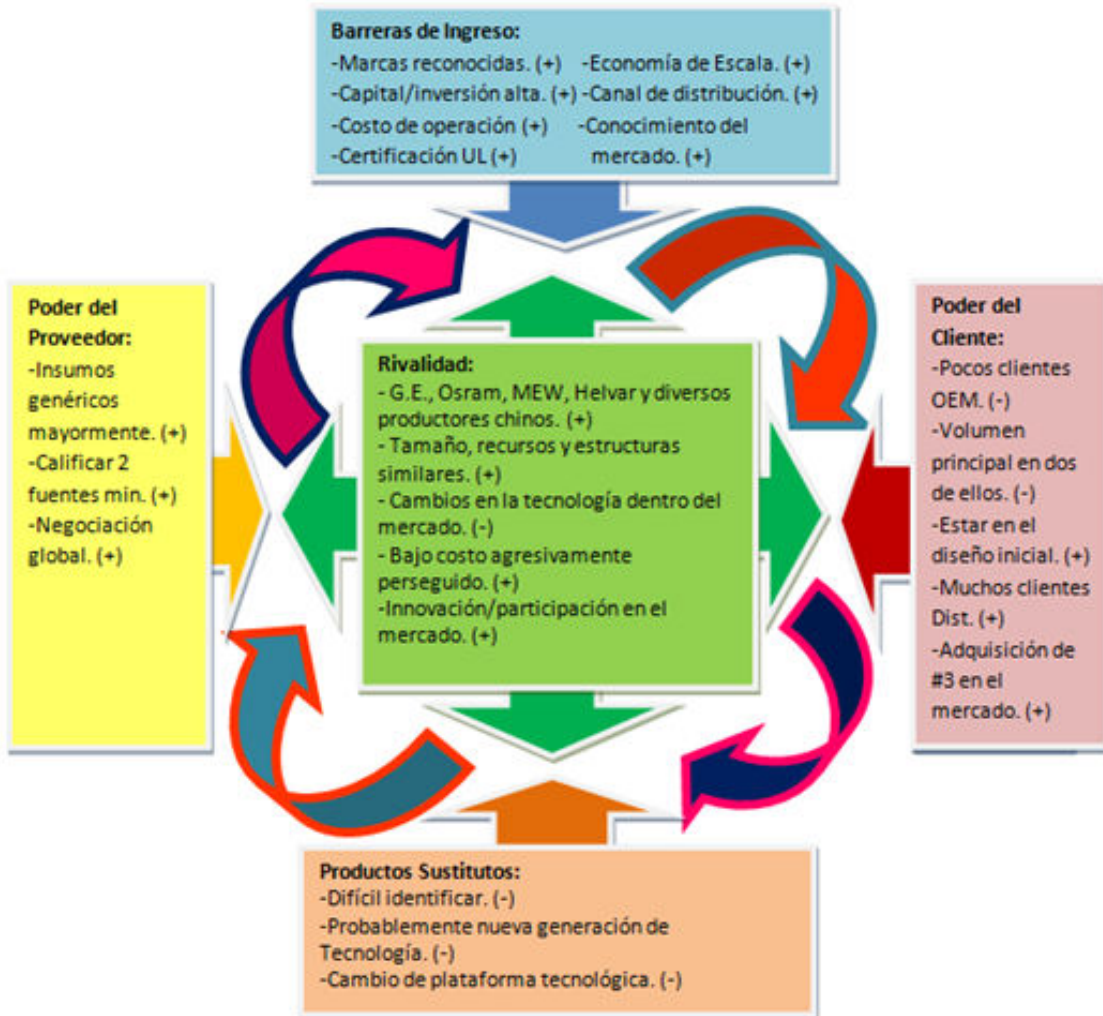 Barreras de Ingreso:
-Marcas reconocidas. (+) -Economía de Escala. (+)
-Capital/inversión alta. (+) -Canal de distribución. (+)
-Costo de operación (+) -Conocimiento del
-Certificación UL (+) mercado. (+)
Poder del
Proveedor:
-Insumos
genéricos
mayormente. (+)
-Calificar 2
fuentes min. (+)
-Negociación
global. (+)
Rivalidad:
- G.E., Osram, MEW, Helvar y diversos
productores chinos. (+)
- Tamaño, recursos y estructuras
similares. (+)
- Cambios en la tecnología dentro del
mercado. (-)
- Bajo costo agresivamente
perseguido. (+)
-Innovación/participación en el
mercado. (+)
Poder del
Cliente:
-Pocos clientes
OEM. (-)
-Volumen
principal en dos
de ellos. (-)
-Estar en el
diseño inicial. (+)
-Muchos clientes
Dist. (+)
-Adquisición de
#3 en el
mercado. (+)
Productos Sustitutos:
-Difícil identificar. (-)
-Probablemente nueva generación de
Tecnología. (-)
-Cambio de plataforma tecnológica. (-)